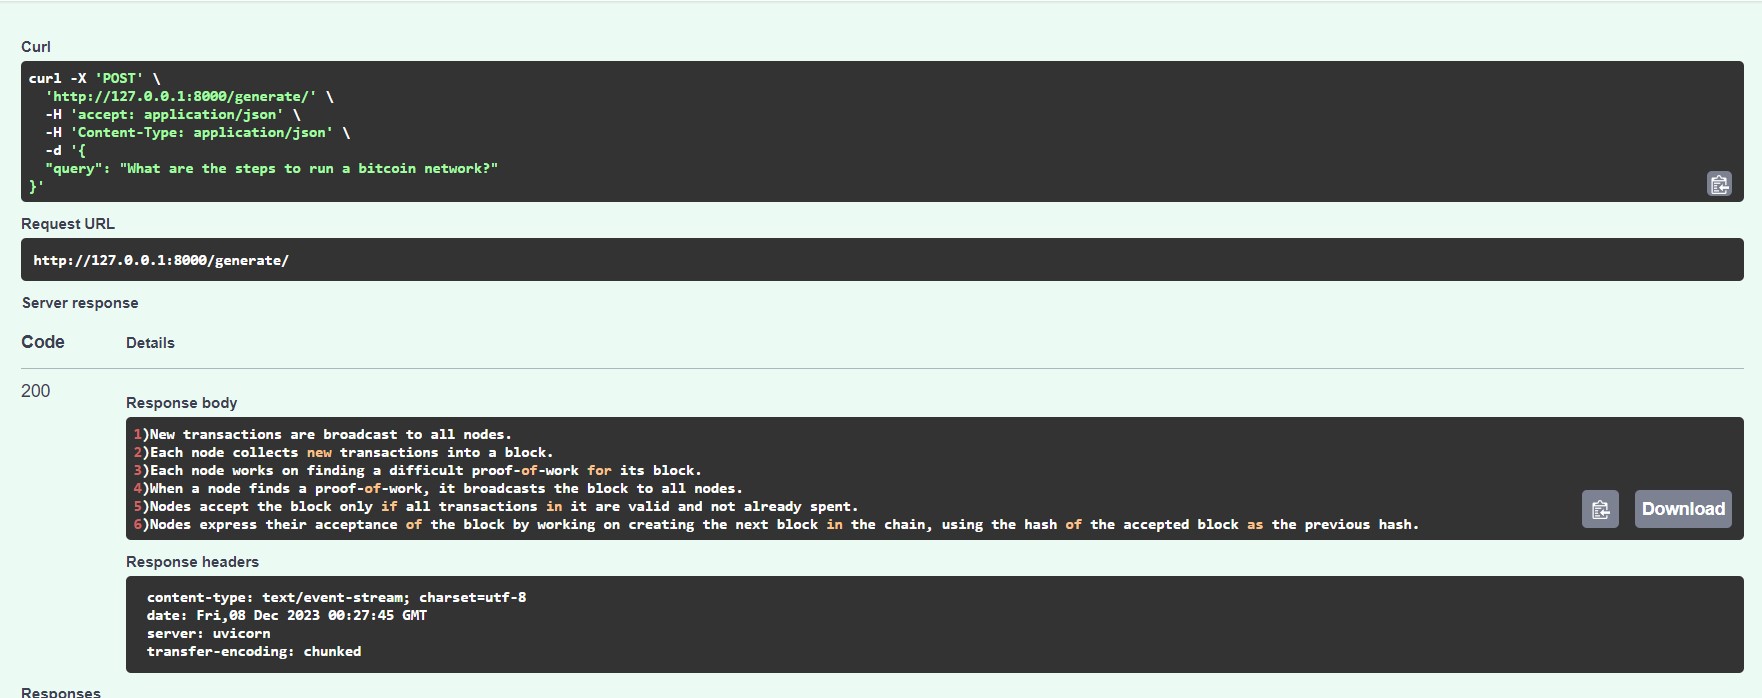 Curl
curl -X 'POST' \
'http://127.0.0.1:8000/generate/' \
-H 'accept: application/json' \
-H 'Content-Type: application/json' \
-d '{
"query": "What are the steps to run a bitcoin network?"
}'
Request URL
http://127.0.0.1:8000/generate/
Server response
Code Details
200
Response body
1)New transactions are broadcast to all nodes.
2)Each node collects new transactions into a block.
3)Each node works on finding a difficult proof-of-work for its block.
4)When a node finds a proof-of-work, it broadcasts the block to all nodes.
5)Nodes accept the block only if all transactions in it are valid and not already spent.
6)Nodes express their acceptance of the block by working on creating the next block in the chain, using the hash of the accepted block as the previous hash.
Download
Response headers
content-type: text/event-stream; charset=utf-8
date: Fri,08 Dec 2023 00:27:45 GMT
server: uvicorn
transfer-encoding: chunked
Responses